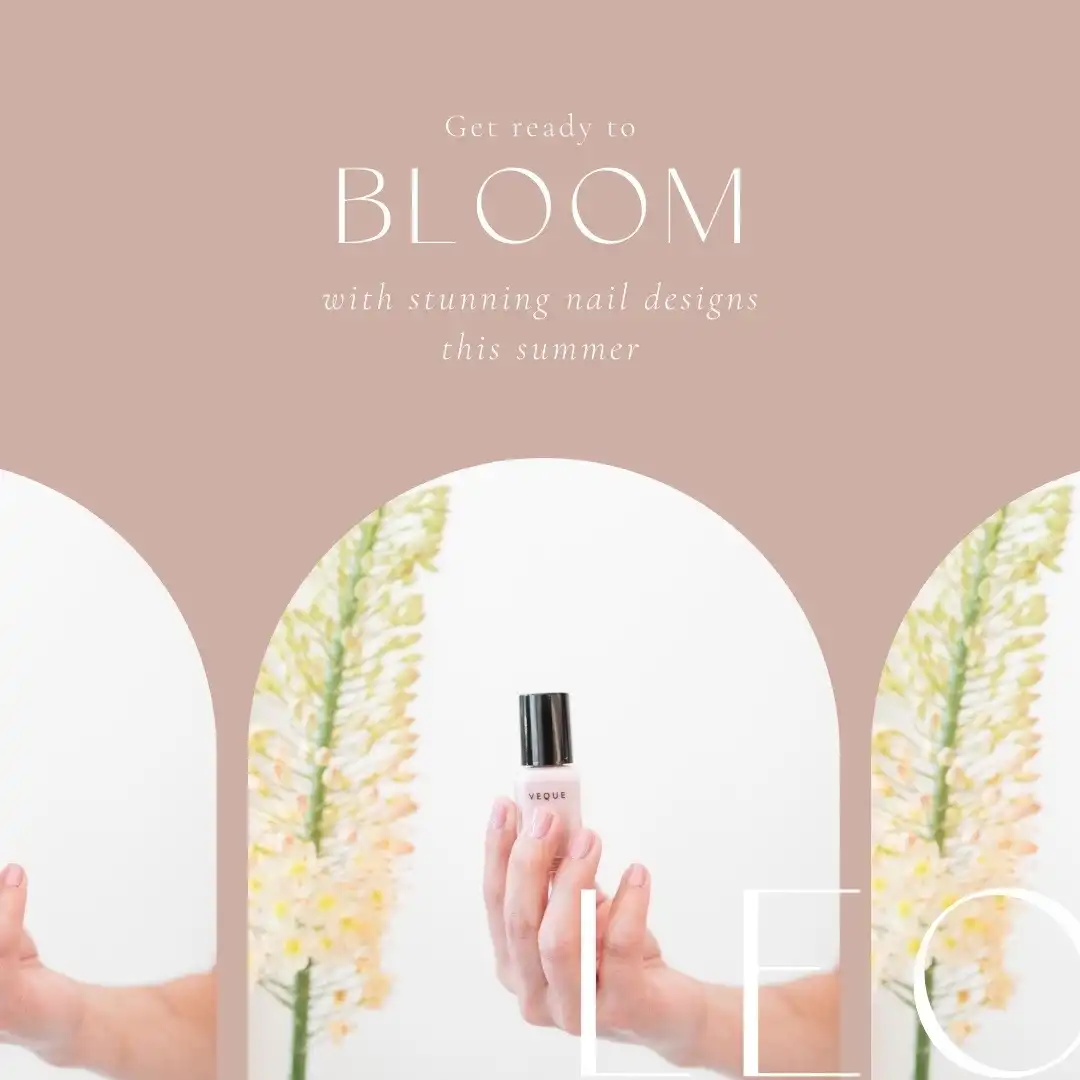 Get ready to
BLOOM
with stunning nail designs
this summer
VEQUE
LEO